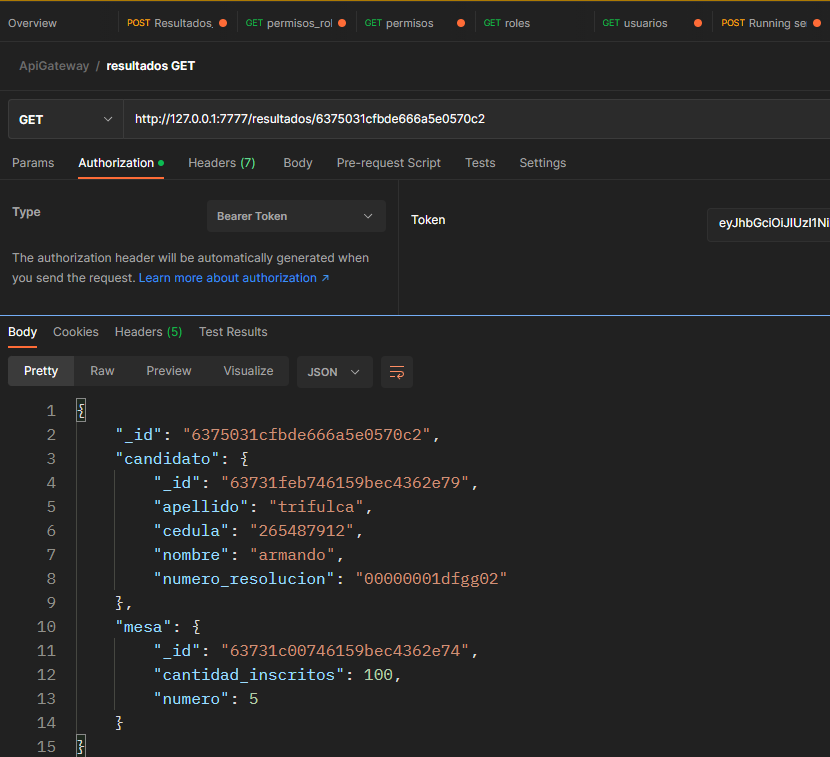 Overview POST Resultados, GET permisos_rol GET permisos GET roles GET usuarios POST Running se
ApiGateway / resultados GET
GET http://127.0.0.1:7777/resultados/6375031cfbde666a5e0570c2
Params Authorization Headers (7) Body Pre-request Script Tests Settings
Type Bearer Token Token eyJhbGciOiJIUzI1Ni
The authorization header will be automatically generated when
you send the request. Learn more about authorization ↗
Body Cookies Headers (5) Test Results
Pretty Raw Preview Visualize JSON
1 {
2 "_id": "6375031cfbde666a5e0570c2",
3 "candidato": {
4 "_id": "63731feb746159bec4362e79",
5 "apellido": "trifulca",
6 "cedula": "265487912",
7 "nombre": "armando",
8 "numero_resolucion": "00000001dfgg02"
9 },
10 "mesa": {
11 "_id": "63731c00746159bec4362e74",
12 "cantidad_inscritos": 100,
13 "numero": 5
14 }
15 }